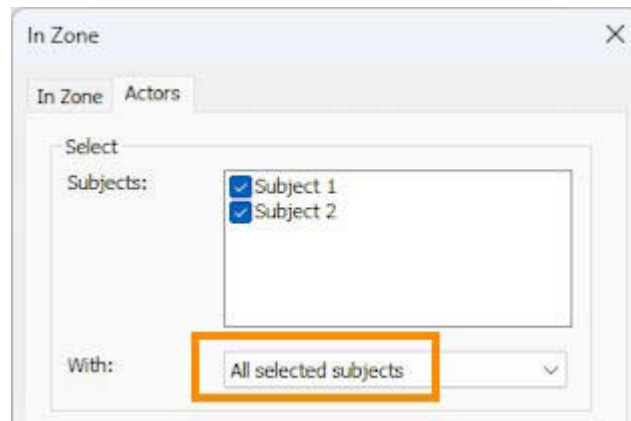 In Zone
In Zone Actors
Select
Subjects:
Subject 1
Subject 2
With:
All selected subjects